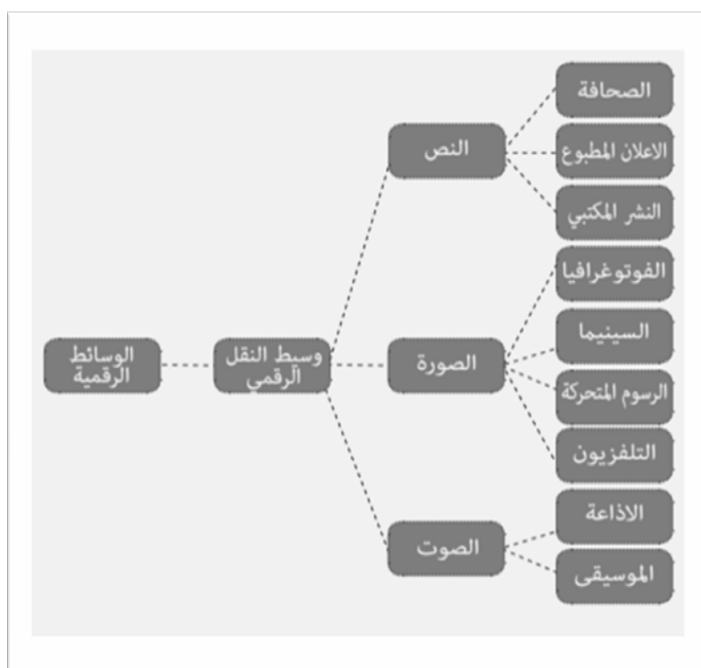 الصحافة
الاعلان المطبوع
النشر المكتبي
النص
الفوتوغرافيا
السينيما
الرسوم المتحركة
التلفزيون
الصورة
الاذاعة
الموسيقى
الصوت
وسيط النقل
الرقمي
الوسائط
الرقمية